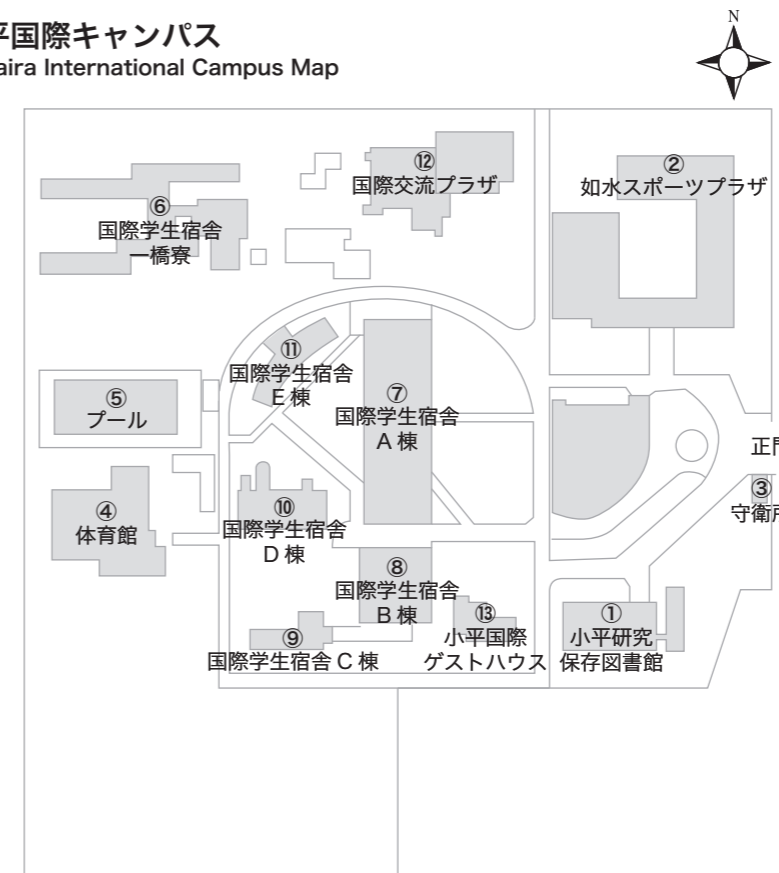 平国際キャンパス
aira International Campus Map
N
⑫
国際交流プラザ
②
如水スポーツプラザ
⑥
国際学生宿舎
一橋寮
⑪
国際学生宿舎
E 棟
⑦
国際学生宿舎
A 棟
⑤
プール
正門
③
守衛所
④
体育館
⑩
国際学生宿舎
D 棟
⑧
国際学生宿舎
B 棟
⑬
小平国際
ゲストハウス
①
小平研究
保存図書館
⑨
国際学生宿舎 C 棟